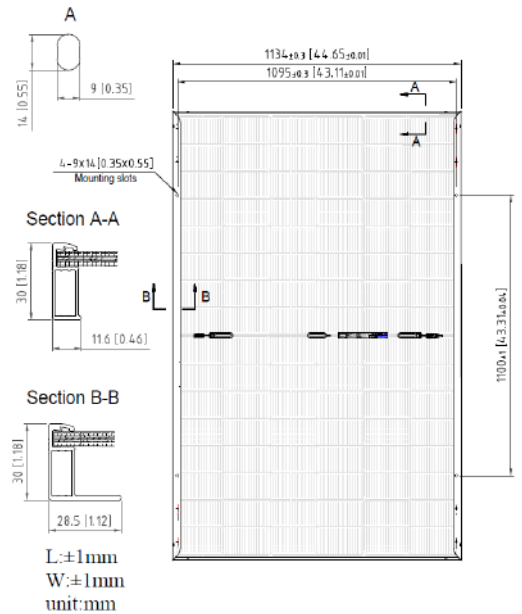 A
14 [0.55]
9 [0.35]
1134±0.3 [44.65±0.01]
1095±0.3 [43.11±0.01]
A
A
4-9x14[0.35x0.55]
Mounting slots
Section A-A
30 [1.18]
11.6 [0.46]
B
B
1100±1 [43.31±0.04]
Section B-B
30 [1.18]
28.5 [1.12]
L:±1mm
W:±1mm
unit:mm